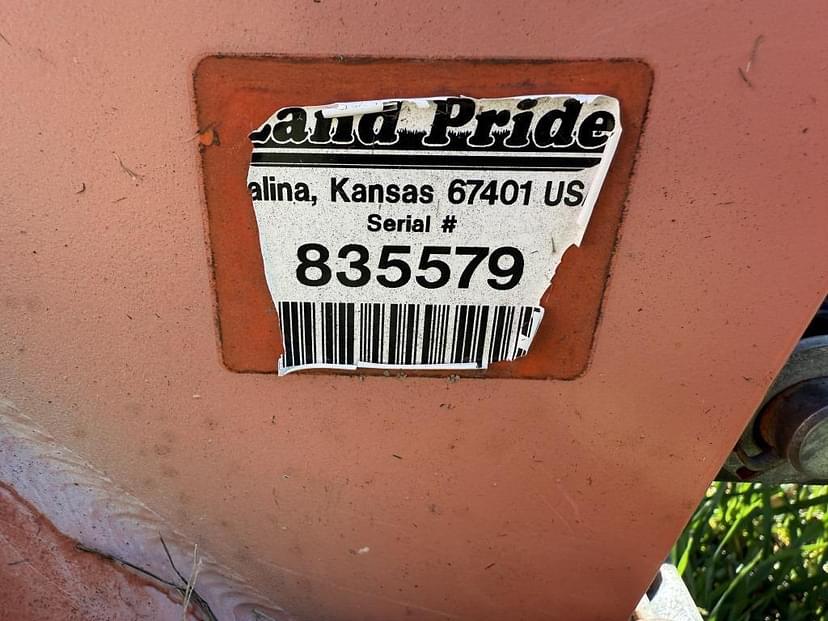 Land Pride
alina, Kansas 67401 US
Serial #
835579